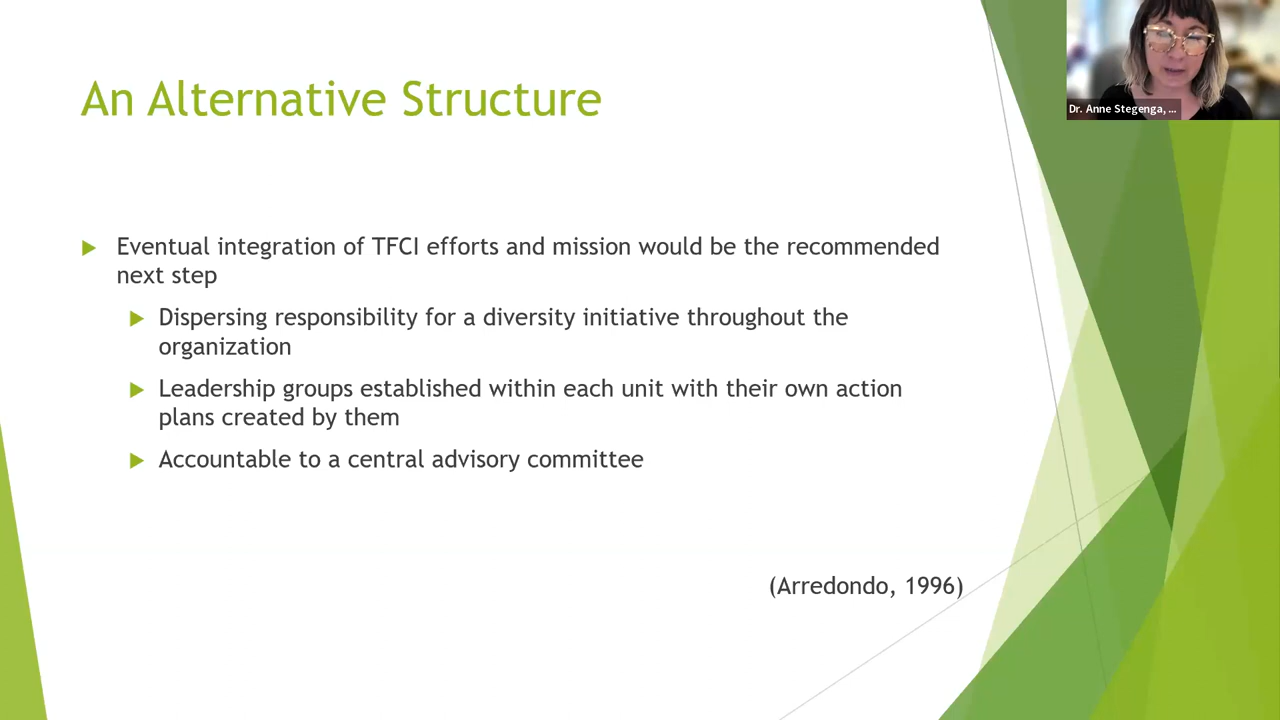 An Alternative Structure
Eventual integration of TFCI efforts and mission would be the recommended
next step
Dispersing responsibility for a diversity initiative throughout the
organization
Leadership groups established within each unit with their own action
plans created by them
Accountable to a central advisory committee
(Arredondo, 1996)
Dr. Anne Stegenga, ...